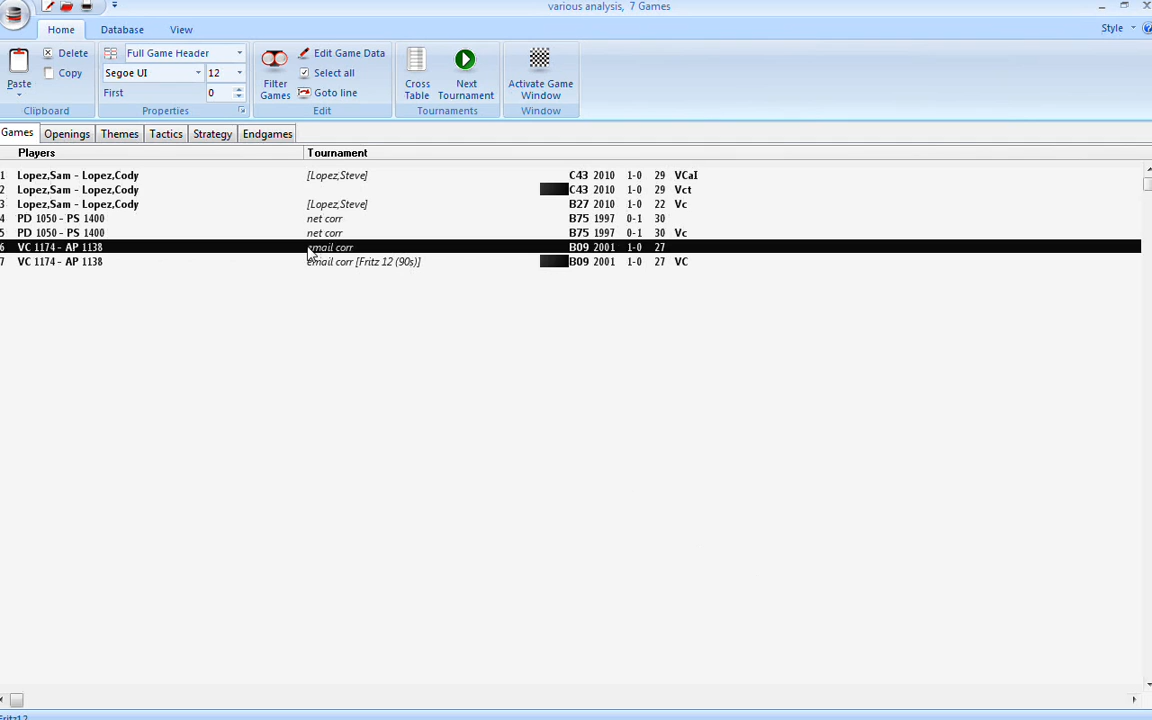 various analysis, 7 Games
Home Database View Style
Paste
Delete
Copy
Clipboard
Full Game Header
Segoe UI 12
First 0
Properties
Filter Games
Edit Game Data
Select all
Goto line
Edit
Cross Table
Next Tournament
Tournaments
Activate Game Window
Window
Games Openings Themes Tactics Strategy Endgames
Players Tournament
1 Lopez,Sam - Lopez,Cody [Lopez,Steve] C43 2010 1-0 29 VCaI
2 Lopez,Sam - Lopez,Cody C43 2010 1-0 29 Vct
3 Lopez,Sam - Lopez,Cody [Lopez,Steve] B27 2010 1-0 22 Vc
4 PD 1050 - PS 1400 net corr B75 1997 0-1 30
5 PD 1050 - PS 1400 net corr B75 1997 0-1 30 Vc
6 VC 1174 - AP 1138 email corr B09 2001 1-0 27
7 VC 1174 - AP 1138 email corr [Fritz 12 (90s)] B09 2001 1-0 27 VC
Fritz12